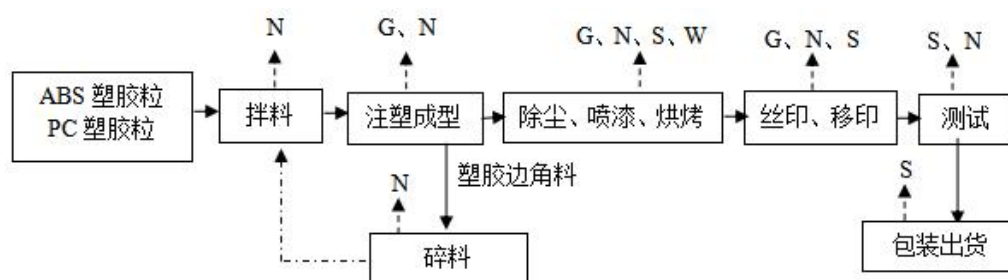 N
G、N
G、N、S、W
G、N、S
S、N
ABS 塑胶粒
PC 塑胶粒
拌料
注塑成型
除尘、喷漆、烘烤
丝印、移印
测试
塑胶边角料
N
S
碎料
包装出货